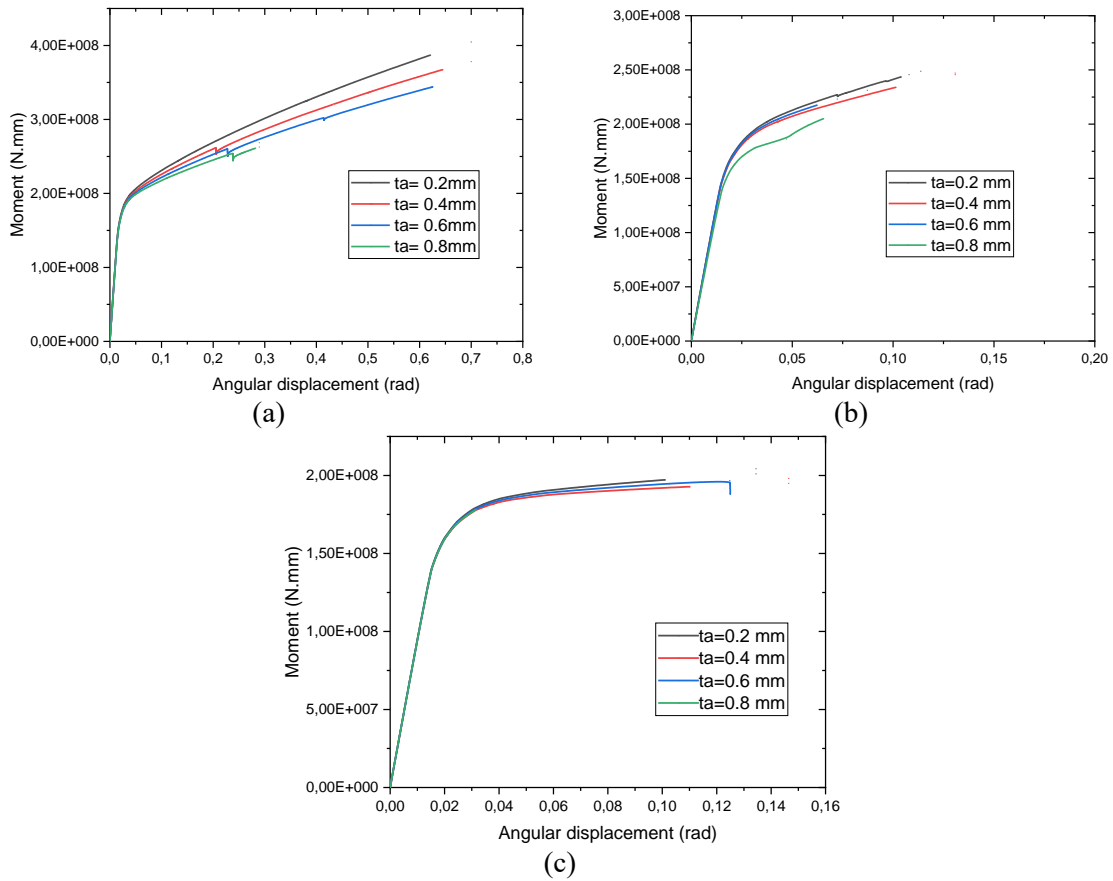 4,00E+008
3,00E+008
2,00E+008
1,00E+008
0,00E+000
Moment (N.mm)
ta= 0.2mm
ta= 0.4mm
ta= 0.6mm
ta= 0.8mm
0,0 0,1 0,2 0,3 0,4 0,5 0,6 0,7 0,8
Angular displacement (rad)
(a)
3,00E+008
2,50E+008
2,00E+008
1,50E+008
1,00E+008
5,00E+007
0,00E+000
Moment (N.mm)
ta=0.2 mm
ta=0.4 mm
ta=0.6 mm
ta=0.8 mm
0,00 0,05 0,10 0,15 0,20
Angular displacement (rad)
(b)
2,00E+008
1,50E+008
1,00E+008
5,00E+007
0,00E+000
Moment (N.mm)
ta=0.2 mm
ta=0.4 mm
ta=0.6 mm
ta=0.8 mm
0,00 0,02 0,04 0,06 0,08 0,10 0,12 0,14 0,16
Angular displacement (rad)
(c)